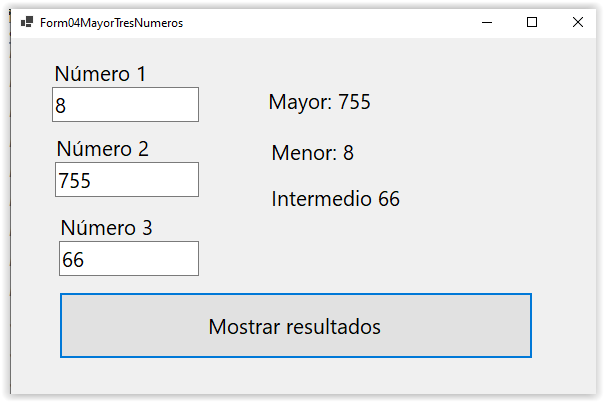 Form04MayorTresNumeros
Número 1
8
Mayor: 755
Número 2
755
Menor: 8
Intermedio 66
Número 3
66
Mostrar resultados